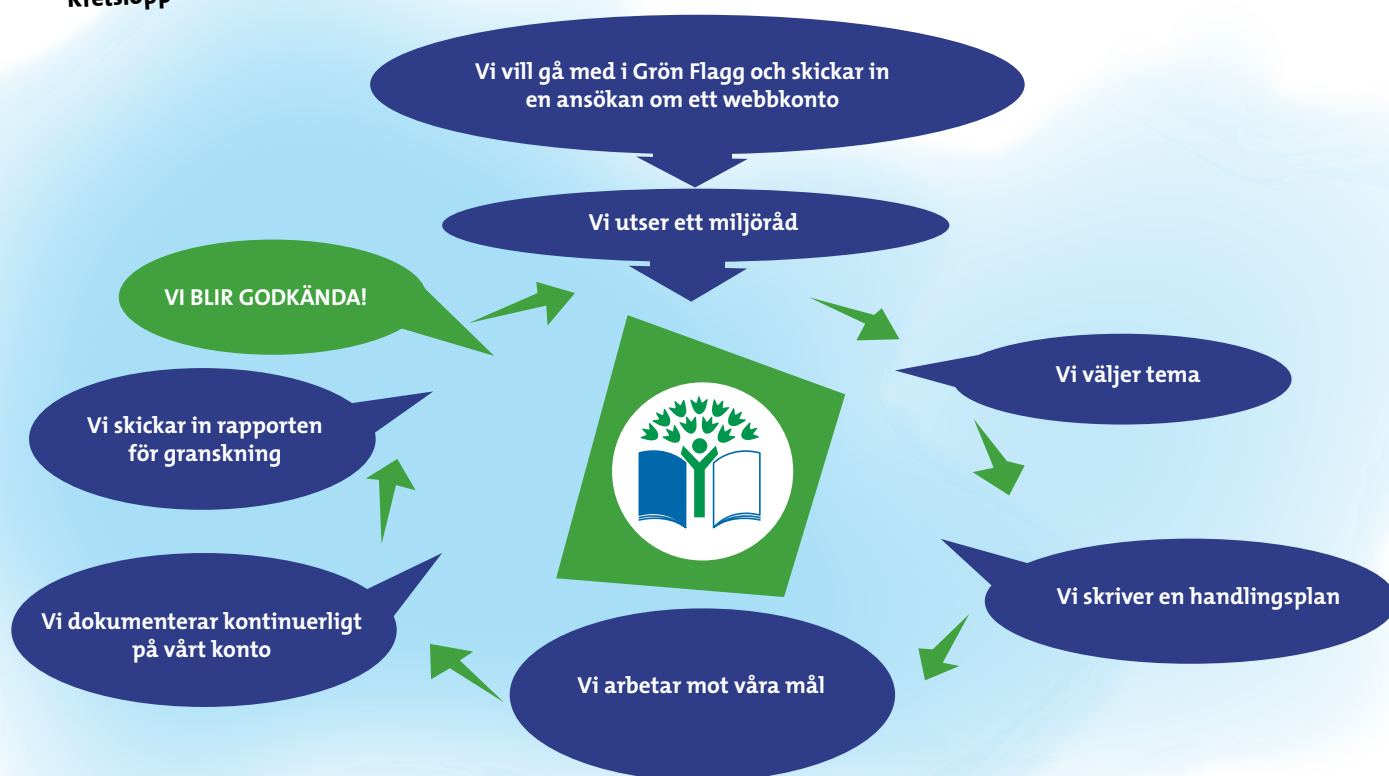 Kretslopp
Vi vill gå med i Grön Flagg och skickar in
en ansökan om ett webbkonto
Vi utser ett miljöråd
VI BLIR GODKÄNDA!
Vi väljer tema
Vi skickar in rapporten
för granskning
Vi skriver en handlingsplan
Vi dokumenterar kontinuerligt
på vårt konto
Vi arbetar mot våra mål